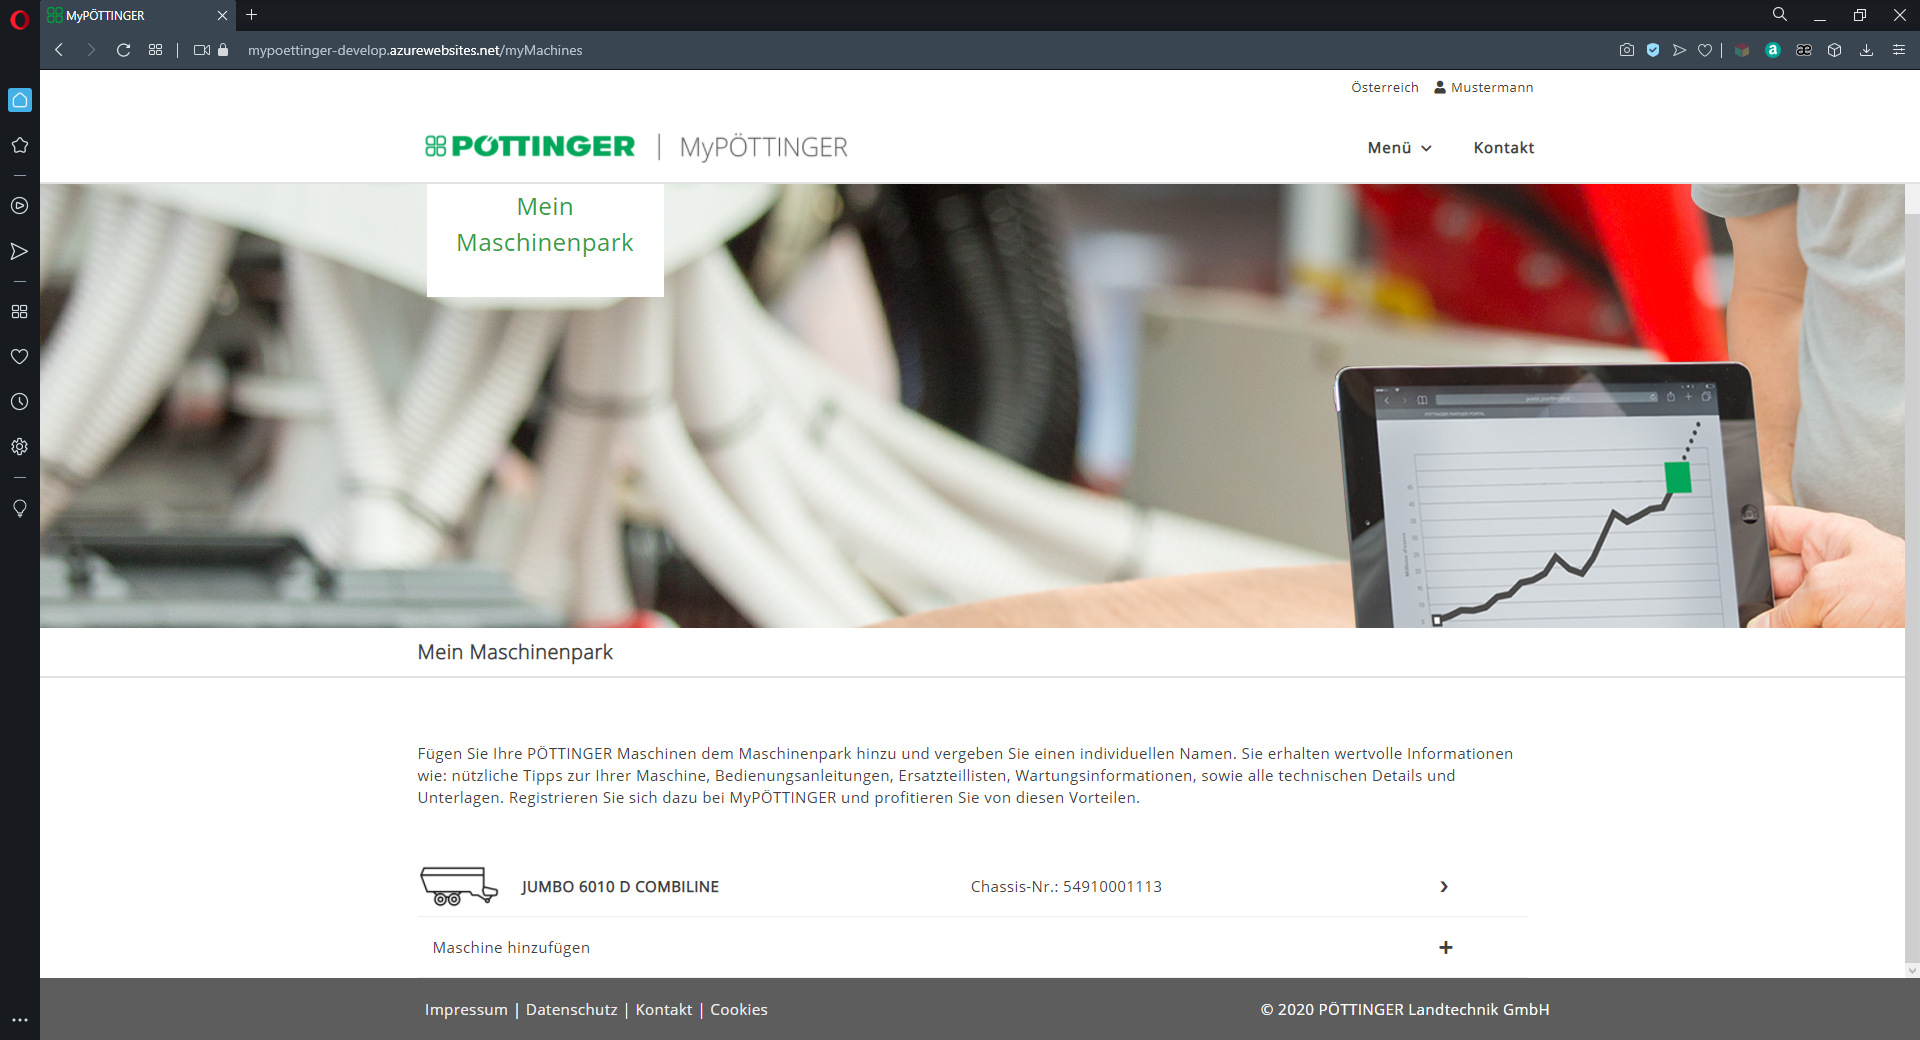 MyPÖTTINGER
mypoettinger-develop.azurewebsites.net/myMachines
Österreich Mustermann
PÖTTINGER | MyPÖTTINGER
Menü Kontakt
Mein
Maschinenpark
PÖTTINGER PARTNER PORTAL
Mein Maschinenpark
Fügen Sie Ihre PÖTTINGER Maschinen dem Maschinenpark hinzu und vergeben Sie einen individuellen Namen. Sie erhalten wertvolle Informationen
wie: nützliche Tipps zur Ihrer Maschine, Bedienungsanleitungen, Ersatzteillisten, Wartungsinformationen, sowie alle technischen Details und
Unterlagen. Registrieren Sie sich dazu bei MyPÖTTINGER und profitieren Sie von diesen Vorteilen.
JUMBO 6010 D COMBILINE Chassis-Nr.: 54910001113
Maschine hinzufügen
Impressum | Datenschutz | Kontakt | Cookies © 2020 PÖTTINGER Landtechnik GmbH